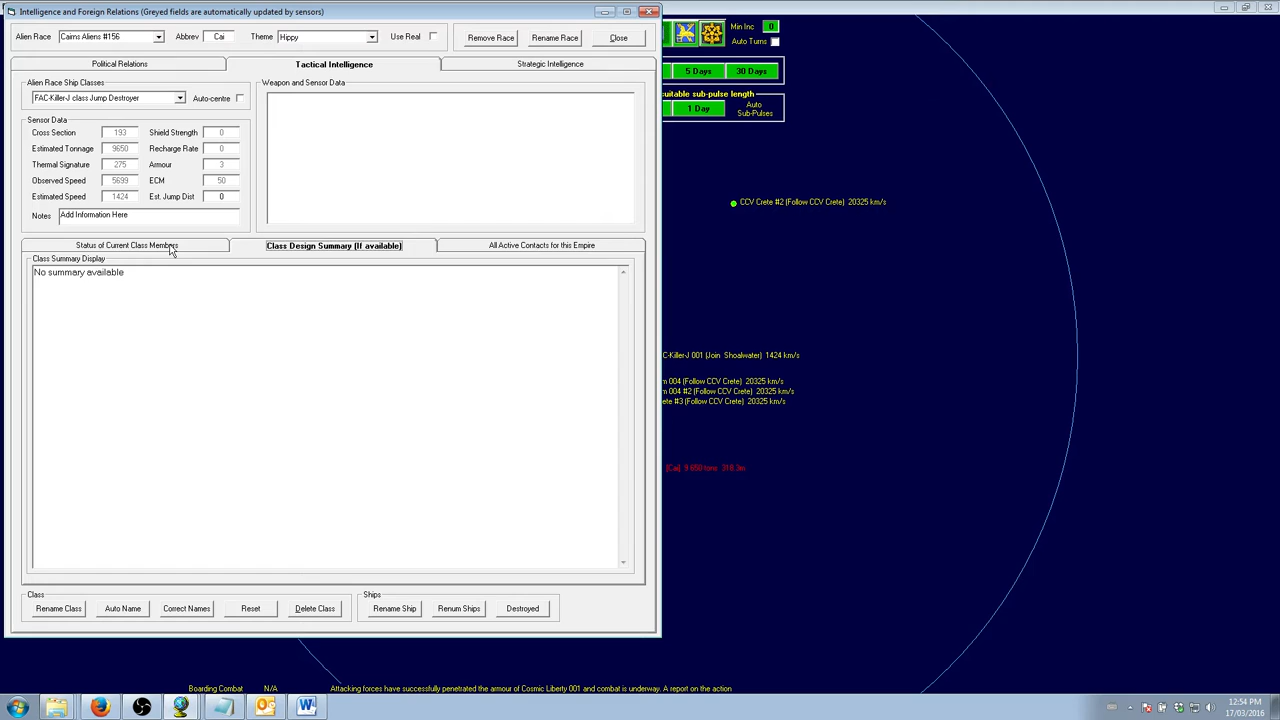 Intelligence and Foreign Relations (Greyed fields are automatically updated by sensors)
Alien Race Cairns Aliens #156 Abbrev Cai Theme Hippy Use Real Remove Race Rename Race Close
Political Relations Tactical Intelligence Strategic Intelligence
Alien Race Ship Classes
FAC-Killer-J class Jump Destroyer Auto-centre
Weapon and Sensor Data
Sensor Data
Cross Section 193 Shield Strength 0
Estimated Tonnage 9650 Recharge Rate 0
Thermal Signature 275 Armour 3
Observed Speed 5699 ECM 50
Estimated Speed 1424 Est. Jump Dist 0
Notes Add Information Here
Status of Current Class Members Class Design Summary (If available) All Active Contacts for this Empire
Class Summary Display
No summary available
Class
Rename Class Auto Name Correct Names Reset Delete Class
Ships
Rename Ship Renum Ships Destroyed
Min Inc 0
Auto Turns
5 Days 30 Days
uitable sub-pulse length
1 Day Auto Sub-Pulses
CCV Crete #2 (Follow CCV Crete) 20325 km/s
C-Killer-J 001 (Join Shoalwater) 1424 km/s
m 004 (Follow CCV Crete) 20325 km/s
m 004 #2 (Follow CCV Crete) 20325 km/s
ete #3 (Follow CCV Crete) 20325 km/s
[Cai] 9 650 tons 318.3m
Boarding Combat N/A Attacking forces have successfully penetrated the armour of Cosmic Liberty 001 and combat is underway. A report on the action
12:54 PM
17/03/2016